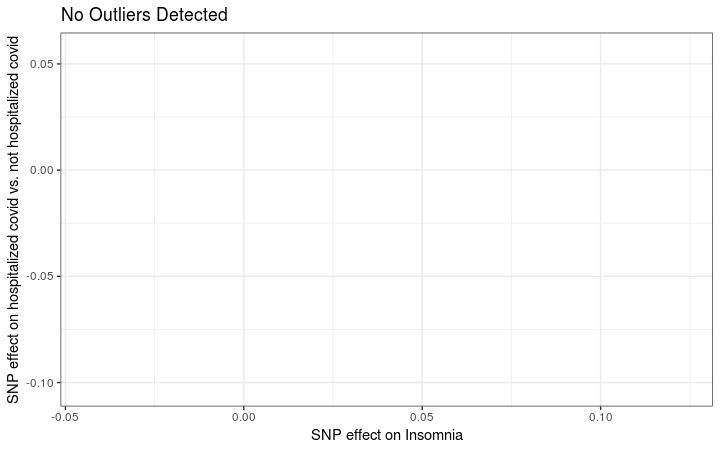 No Outliers Detected
SNP effect on hospitalized covid vs. not hospitalized covid
0.05
0.00
-0.05
-0.10
-0.05 0.00 0.05 0.10
SNP effect on Insomnia